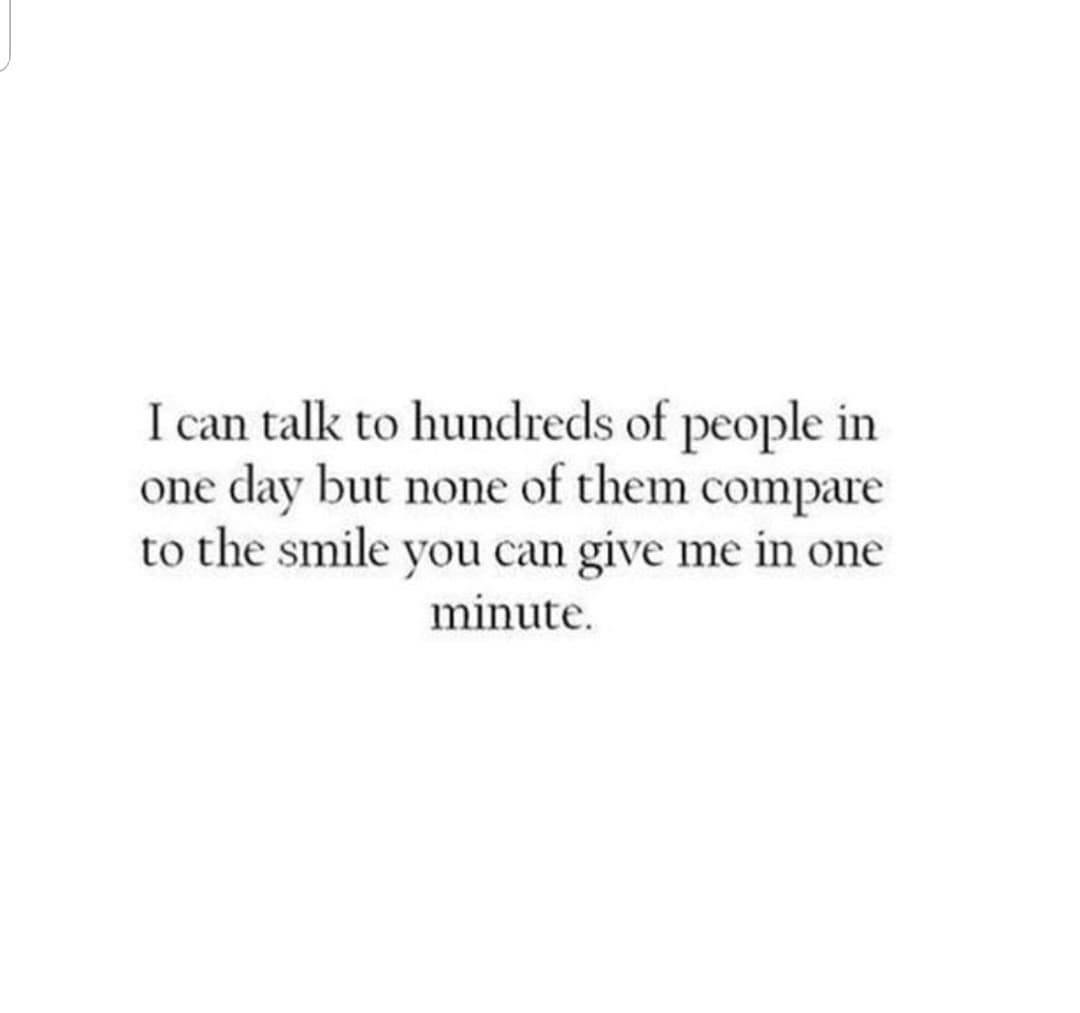 I can talk to hundreds of people in
one day but none of them compare
to the smile you can give me in one
minute.